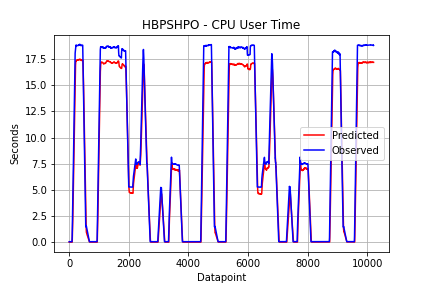 HBPSHPO - CPU User Time
Seconds
17.5
15.0
12.5
10.0
7.5
5.0
2.5
0.0
Predicted
Observed
0 2000 4000 6000 8000 10000
Datapoint